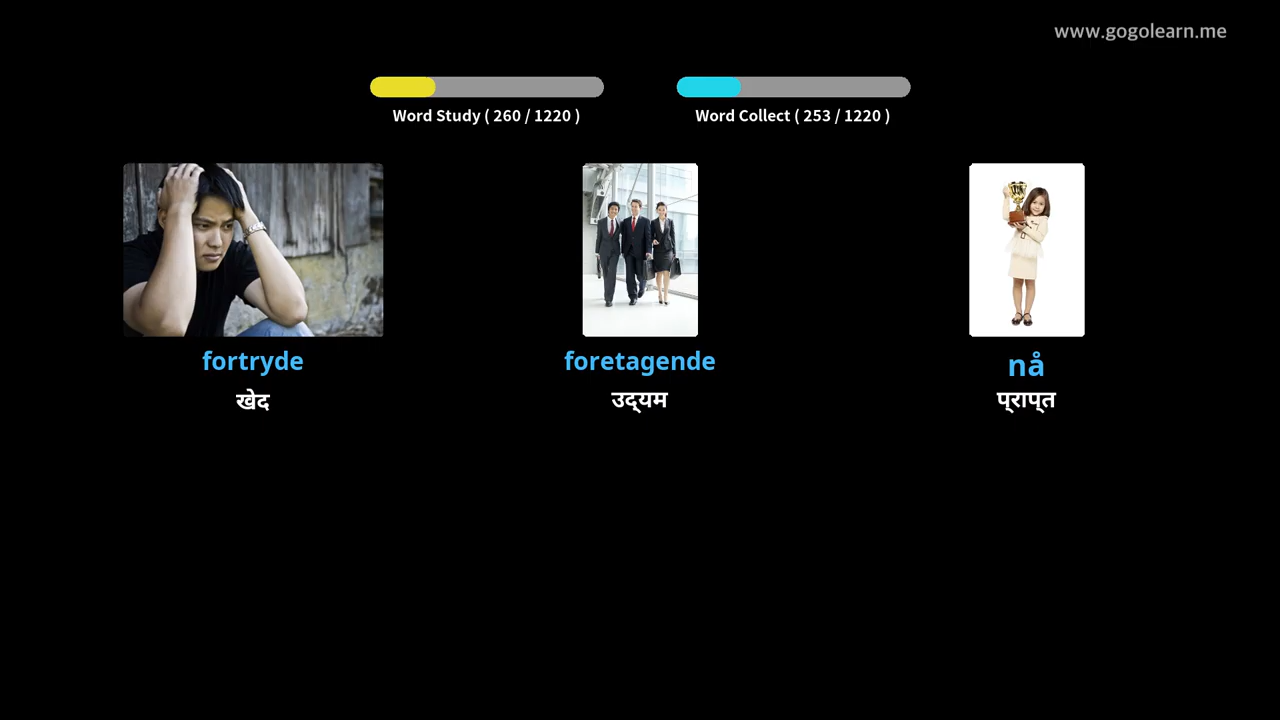 www.gogolearn.me
Word Study ( 260 / 1220 )
Word Collect ( 253 / 1220 )
fortryde
foretagende
nå
खेद
उद्यम
प्राप्त